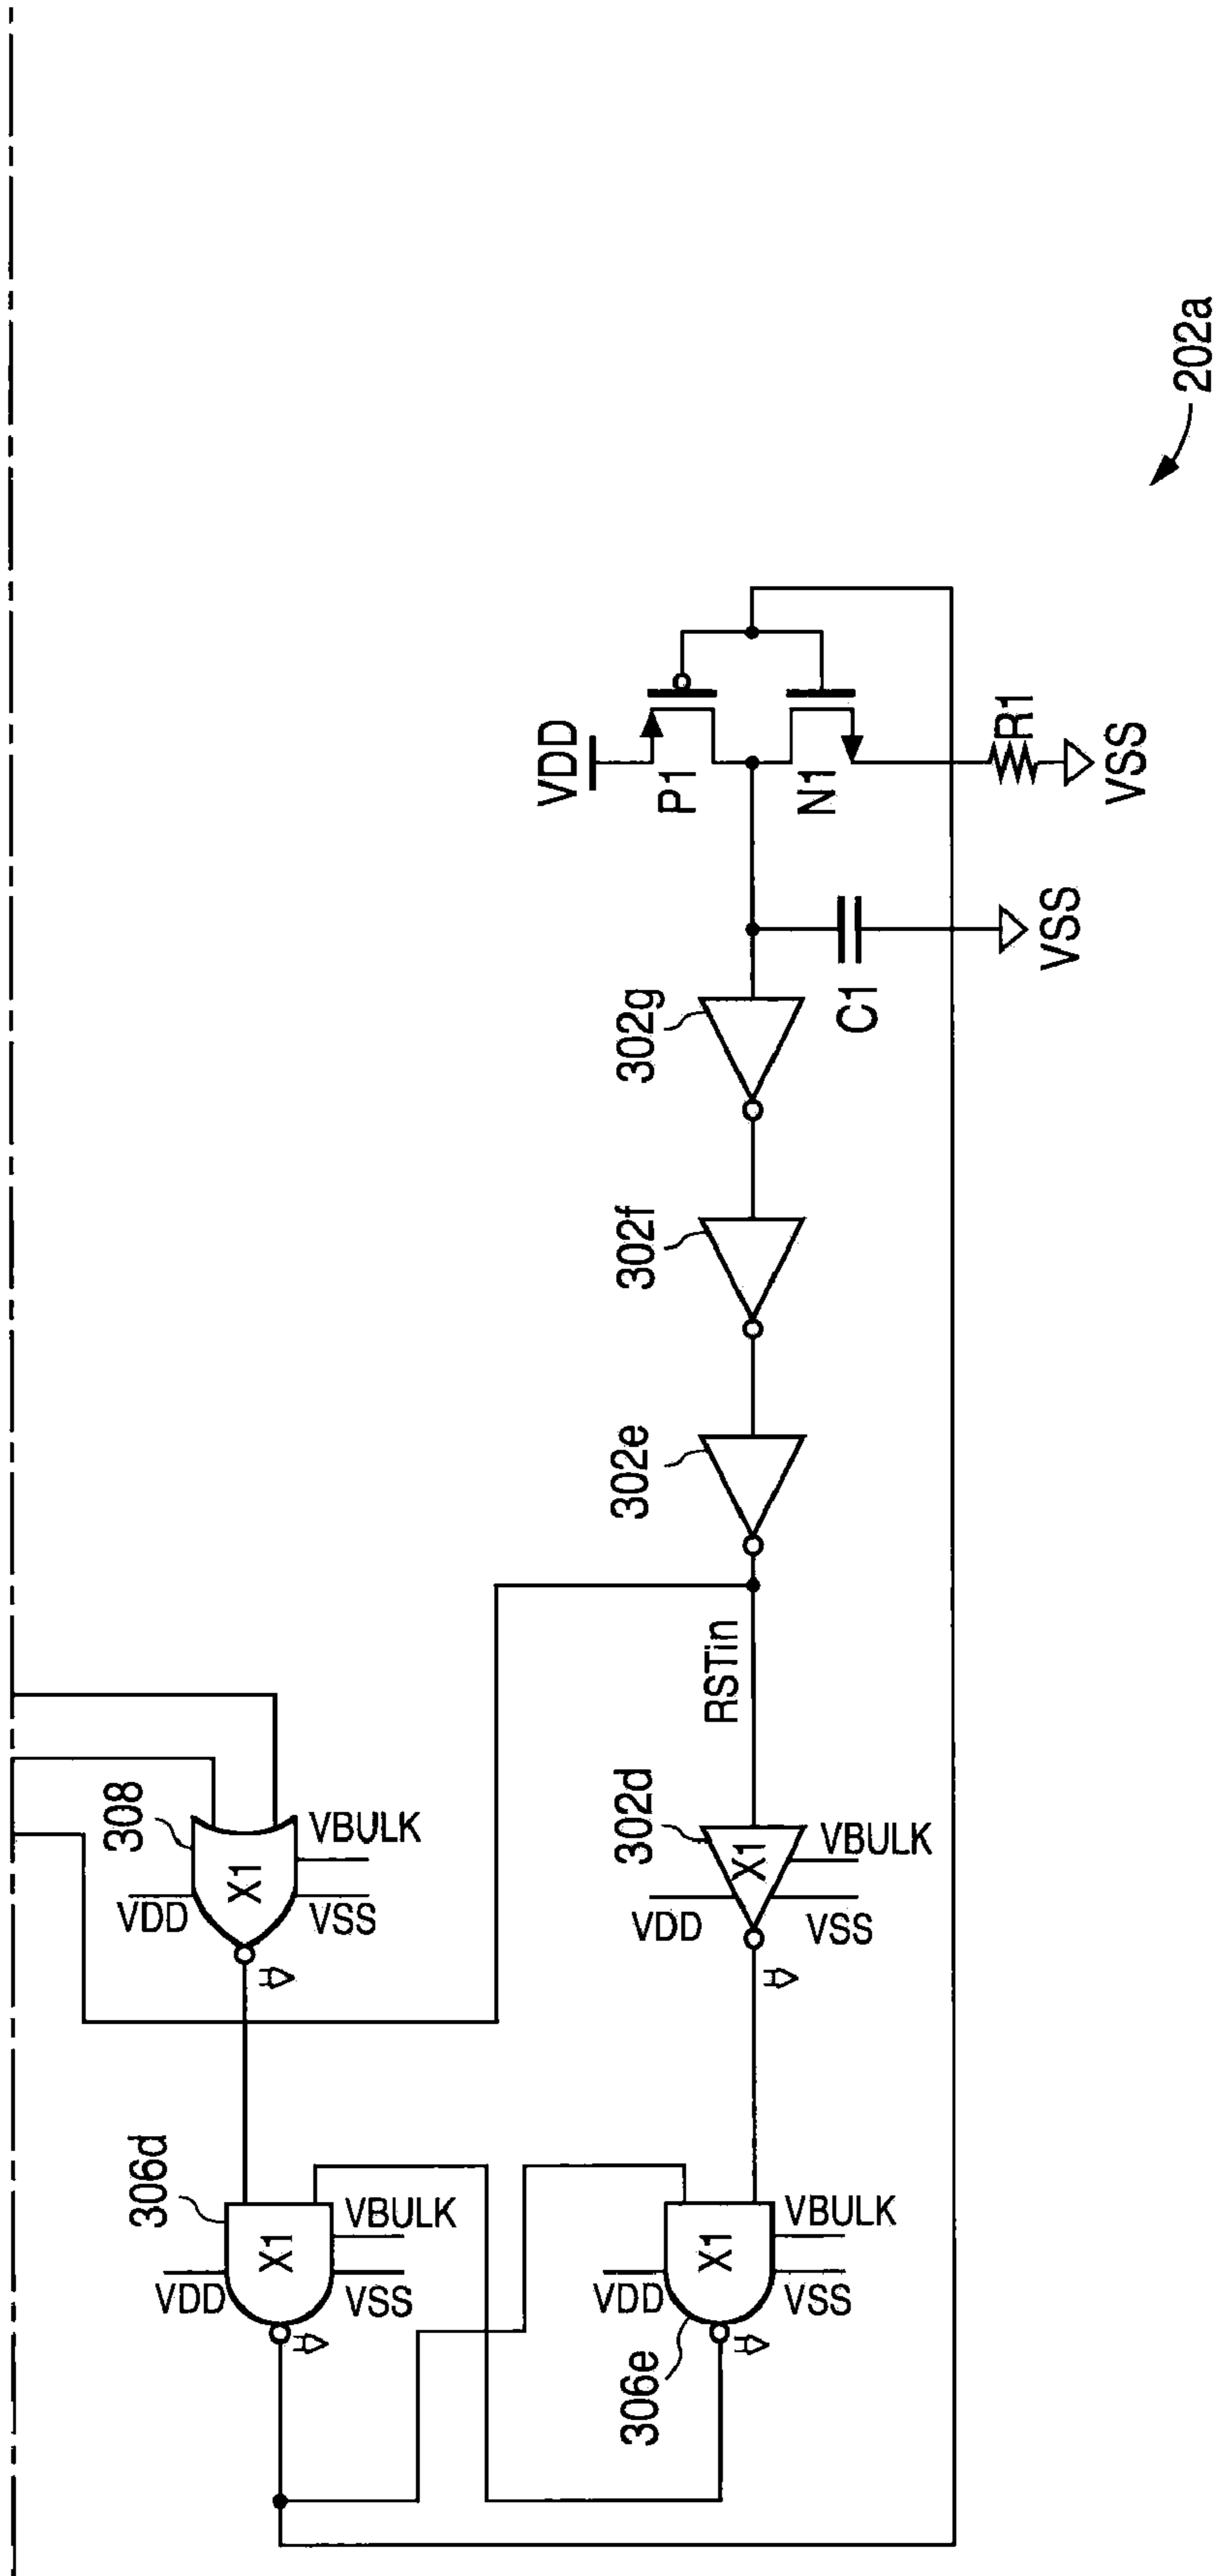 202a
VDD
P1
N1
R1
VSS
C1
VSS
302g
302f
302e
RSTin
308
X1
VBULK
VDD
VSS
302d
X1
VBULK
VDD
VSS
306d
X1
VBULK
VDD
VSS
306e
X1
VBULK
VDD
VSS